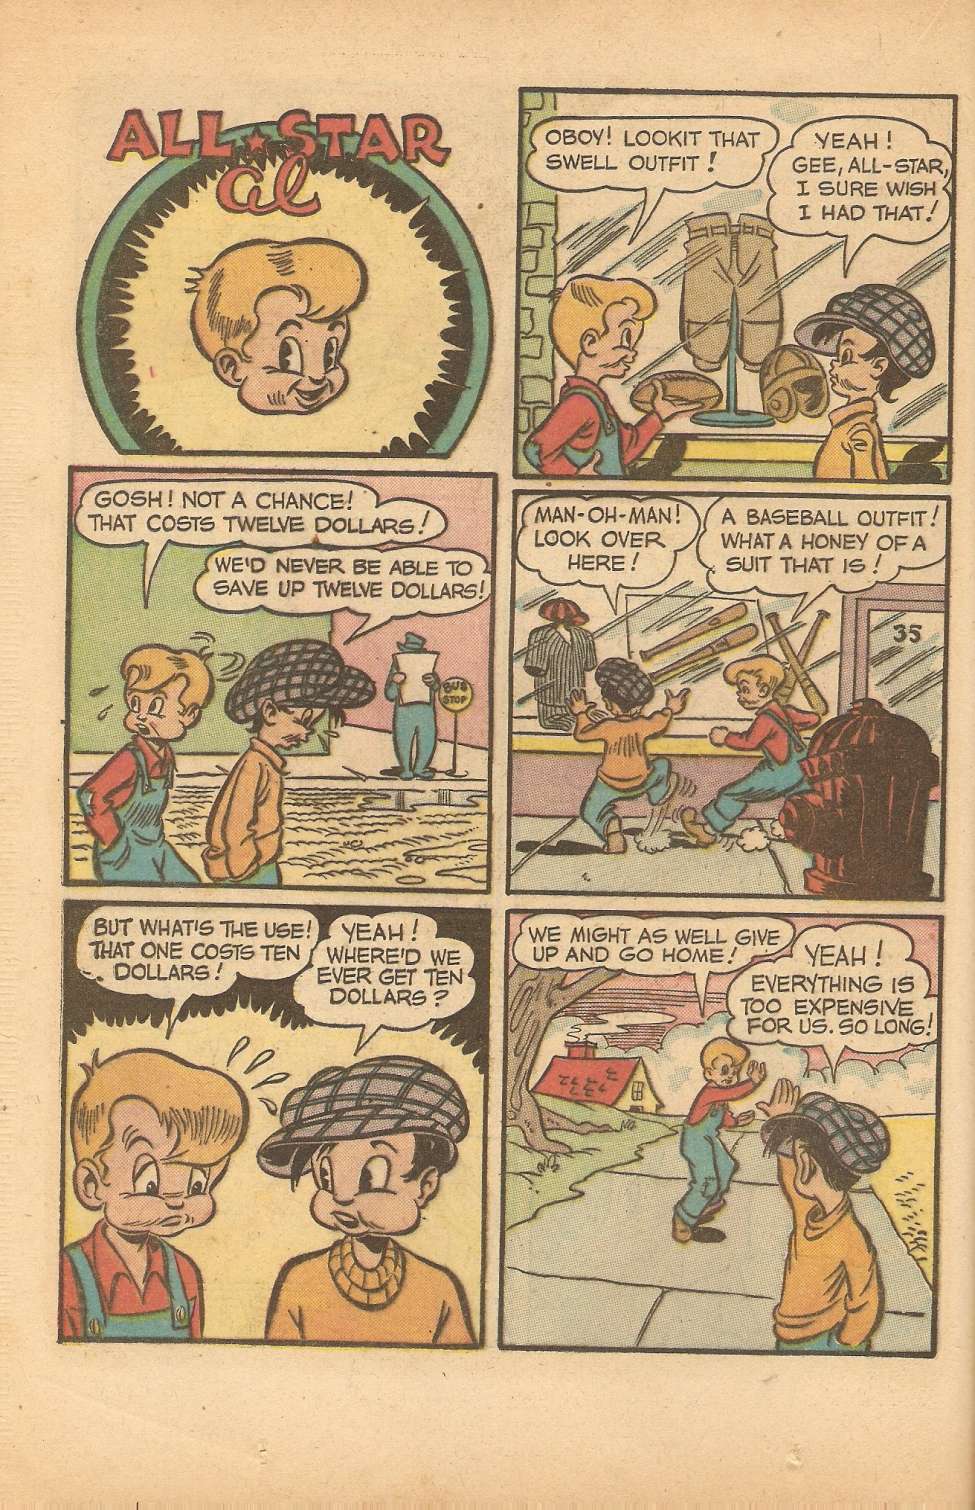 ALL★STAR
Al
OBOY! LOOKIT THAT
SWELL OUTFIT!
YEAH!
GEE, ALL-STAR,
I SURE WISH
I HAD THAT!
GOSH! NOT A CHANCE!
THAT COSTS TWELVE DOLLARS!
WE'D NEVER BE ABLE TO
SAVE UP TWELVE DOLLARS!
BUS
STOP
MAN-OH-MAN!
LOOK OVER
HERE!
A BASEBALL OUTFIT!
WHAT A HONEY OF A
SUIT THAT IS!
35
BUT WHAT'S THE USE!
THAT ONE COSTS TEN
DOLLARS!
YEAH!
WHERE'D WE
EVER GET TEN
DOLLARS?
WE MIGHT AS WELL GIVE
UP AND GO HOME!
YEAH!
EVERYTHING IS
TOO EXPENSIVE
FOR US. SO LONG!